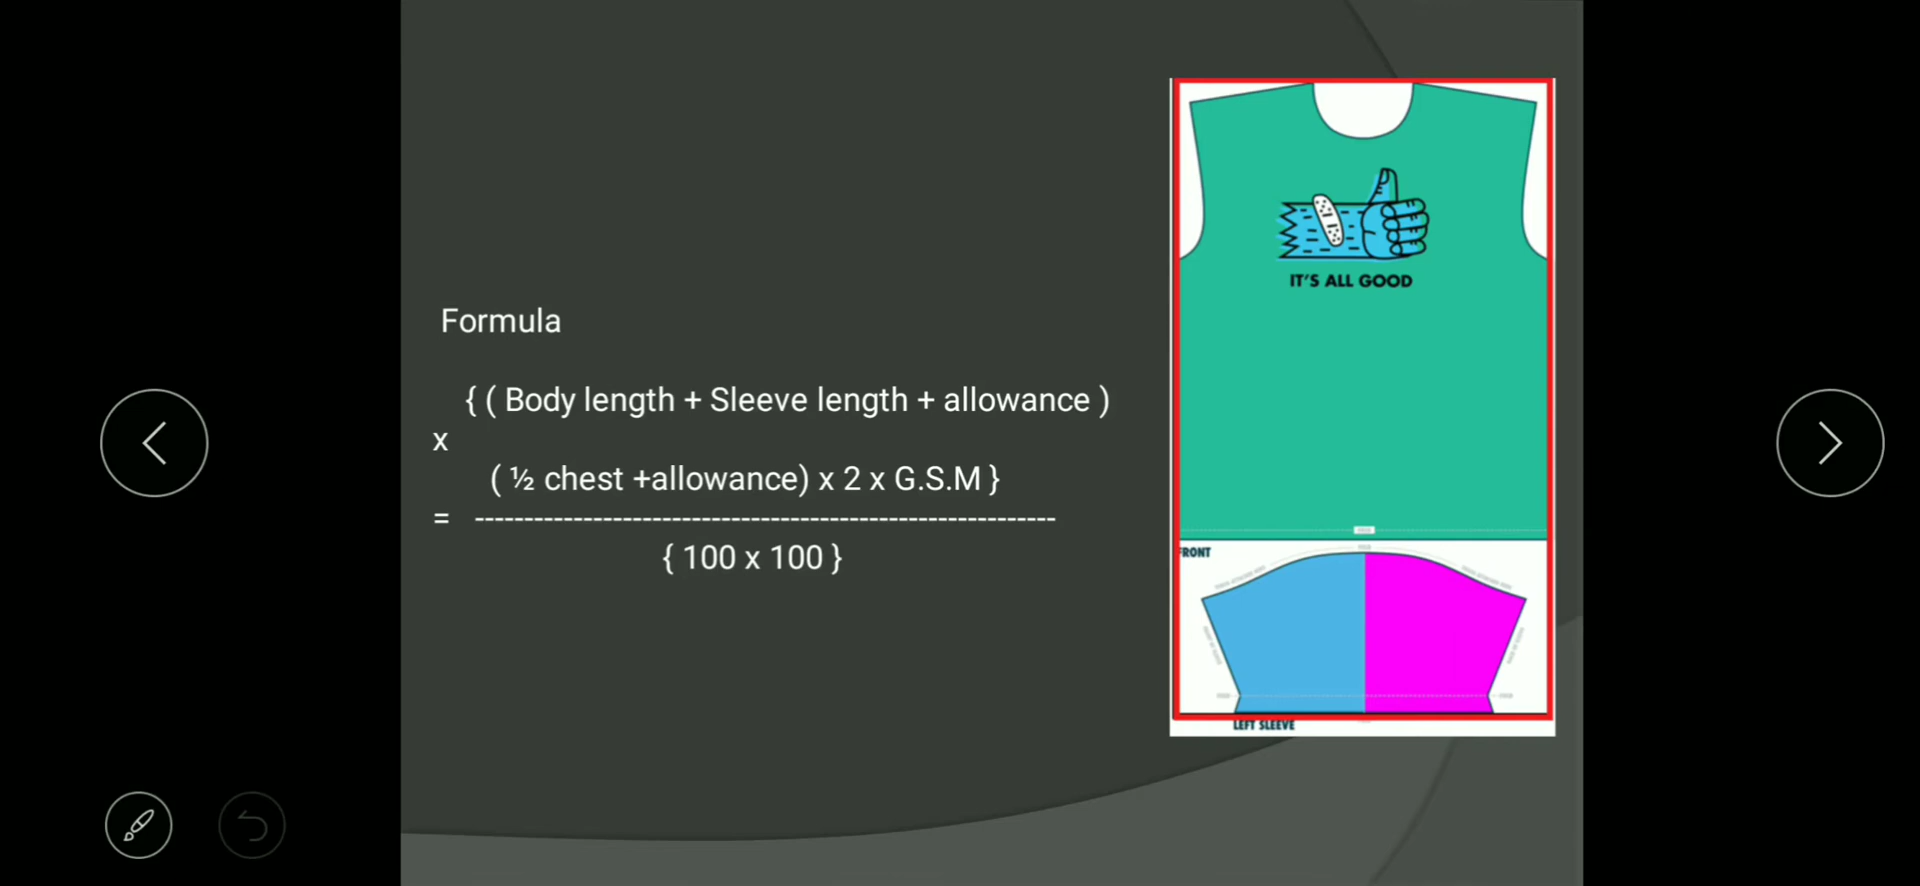 Formula
{ ( Body length + Sleeve length + allowance )
x
( ½ chest +allowance) x 2 x G.S.M }
= -----------------------------------------------------------
{ 100 x 100 }
IT'S ALL GOOD
FRONT
LEFT SLEEVE